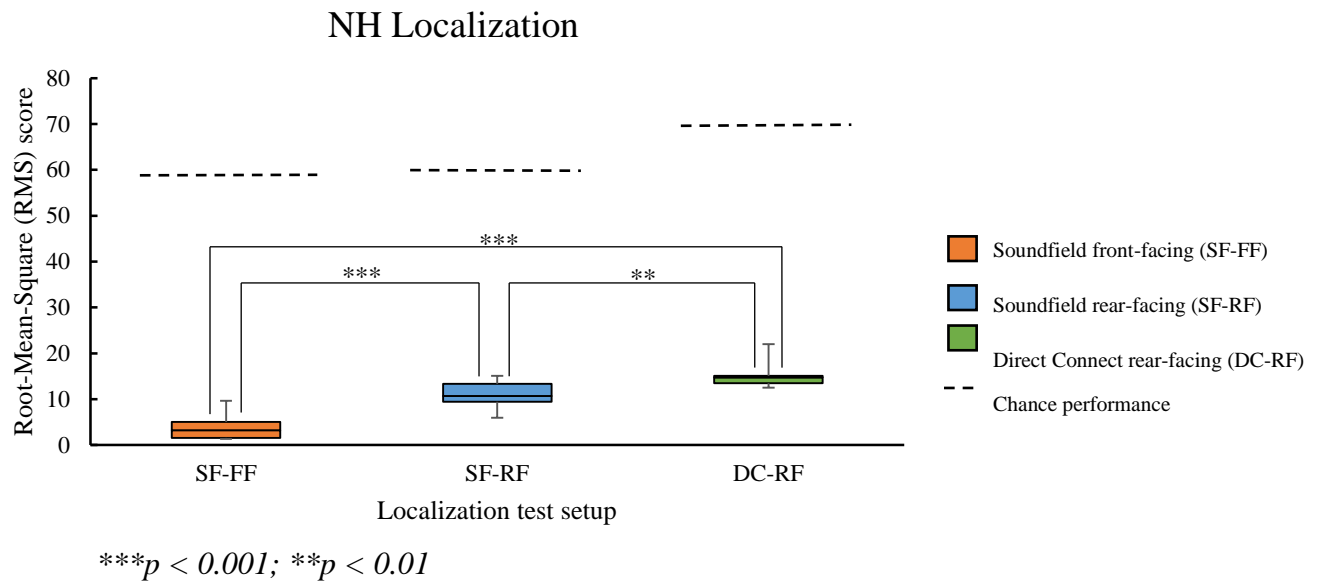 NH Localization
Root-Mean-Square (RMS) score
80
70
60
50
40
30
20
10
0
***
***
**
SF-FF
SF-RF
DC-RF
Localization test setup
Soundfield front-facing (SF-FF)
Soundfield rear-facing (SF-RF)
Direct Connect rear-facing (DC-RF)
Chance performance
***p < 0.001; **p < 0.01